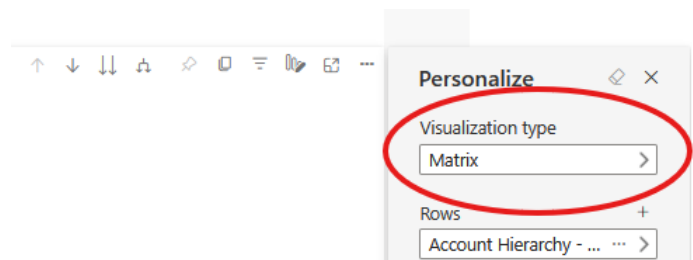 Personalize
Visualization type
Matrix
Rows
Account Hierarchy - ...